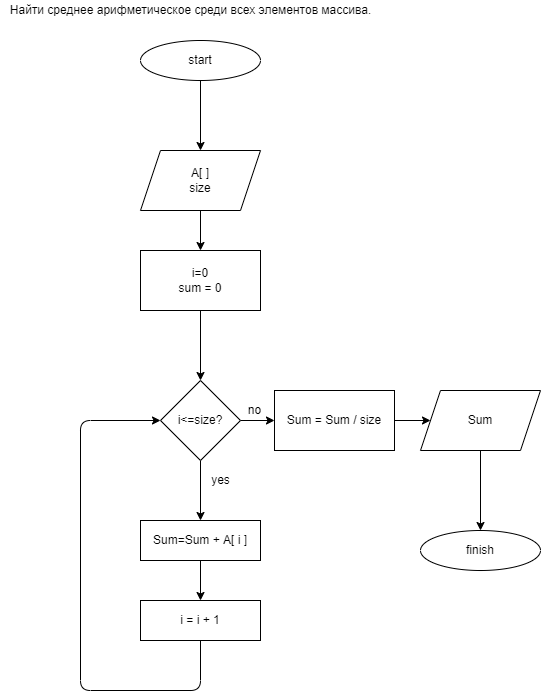 Найти среднее арифметическое среди всех элементов массива.
start
A[ ]
size
i=0
sum = 0
i<=size?
no
Sum = Sum / size
Sum
yes
Sum=Sum + A[ i ]
finish
i = i + 1